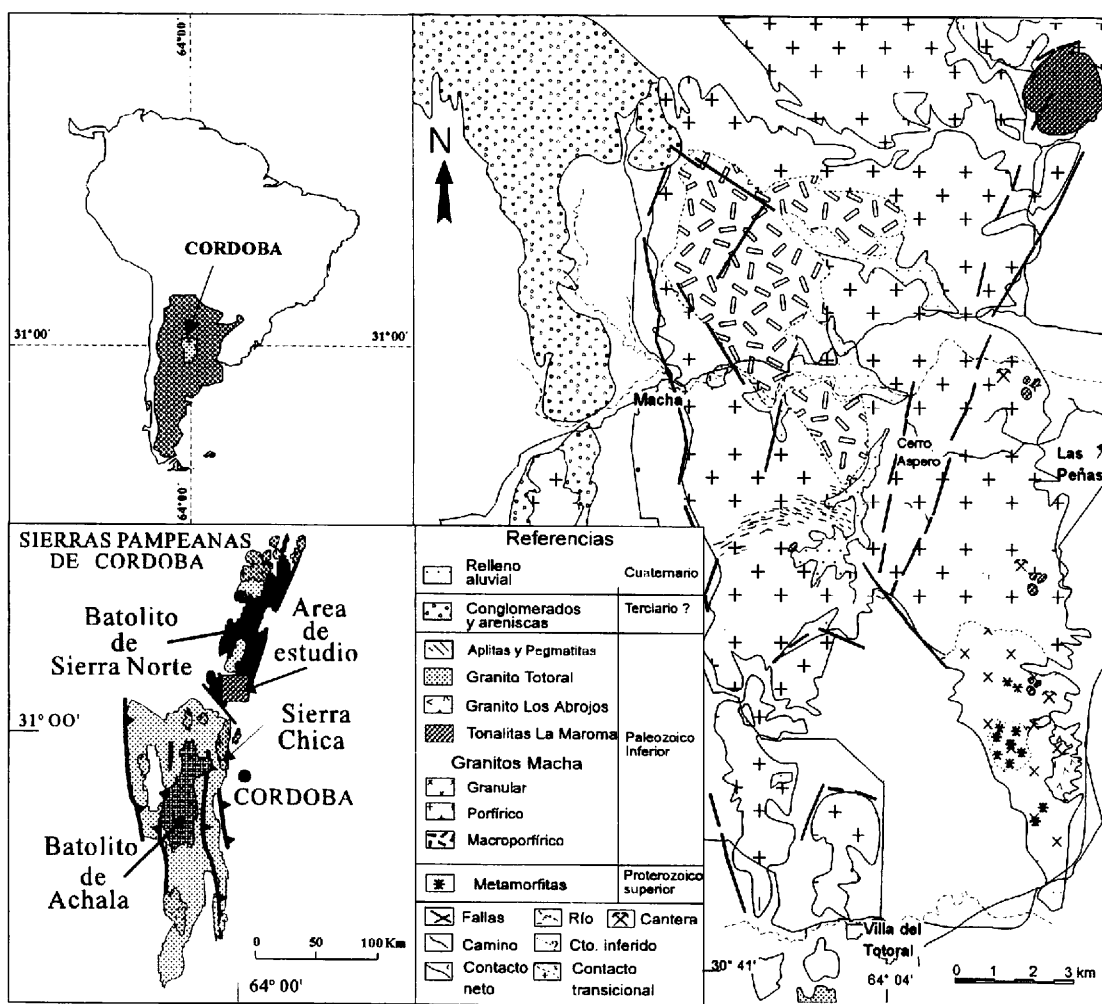 64° 00'
CORDOBA
31° 00'
31° 00'
64° 00'
N
Macha
Cerro
Aspero
Las
Peñas
Villa del
Totoral
30° 41'
64° 04'
0 1 2 3 km
SIERRAS PAMPEANAS
DE CORDOBA
Batolito
de
Sierra Norte
Area
de
estudio
31° 00'
Sierra
Chica
CORDOBA
Batolito
de
Achala
0 50 100 Km
64° 00'
Referencias
Relleno
aluvial
Cuaternario
Conglomerados
y areniscas
Terciario ?
Aplitas y Pegmatitas
Granito Totoral
Granito Los Abrojos
Tonalitas La Maroma
Granitos Macha
Granular
Porfírico
Macroporfírico
Paleozoico
Inferior
Metamorfitas
Proterozoico
superior
Fallas
Río
Cantera
Camino
Cto. inferido
Contacto
neto
Contacto
transicional